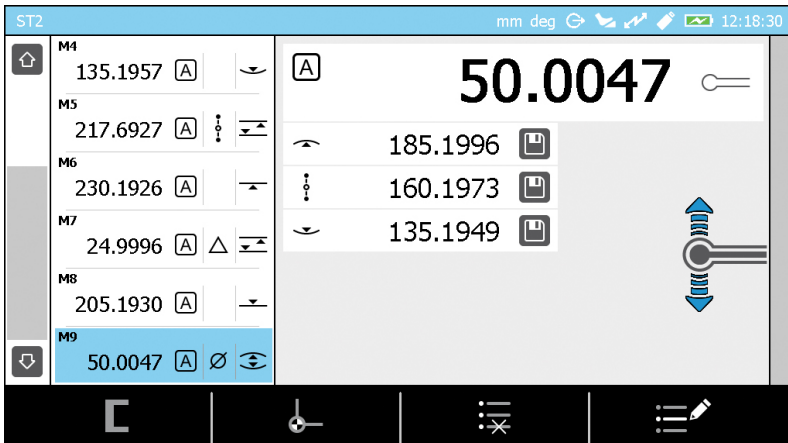 ST2 mm deg 12:18:30
M4
135.1957 A
M5
217.6927 A
M6
230.1926 A
M7
24.9996 A
M8
205.1930 A
M9
50.0047 A Ø
A 50.0047
185.1996
160.1973
135.1949